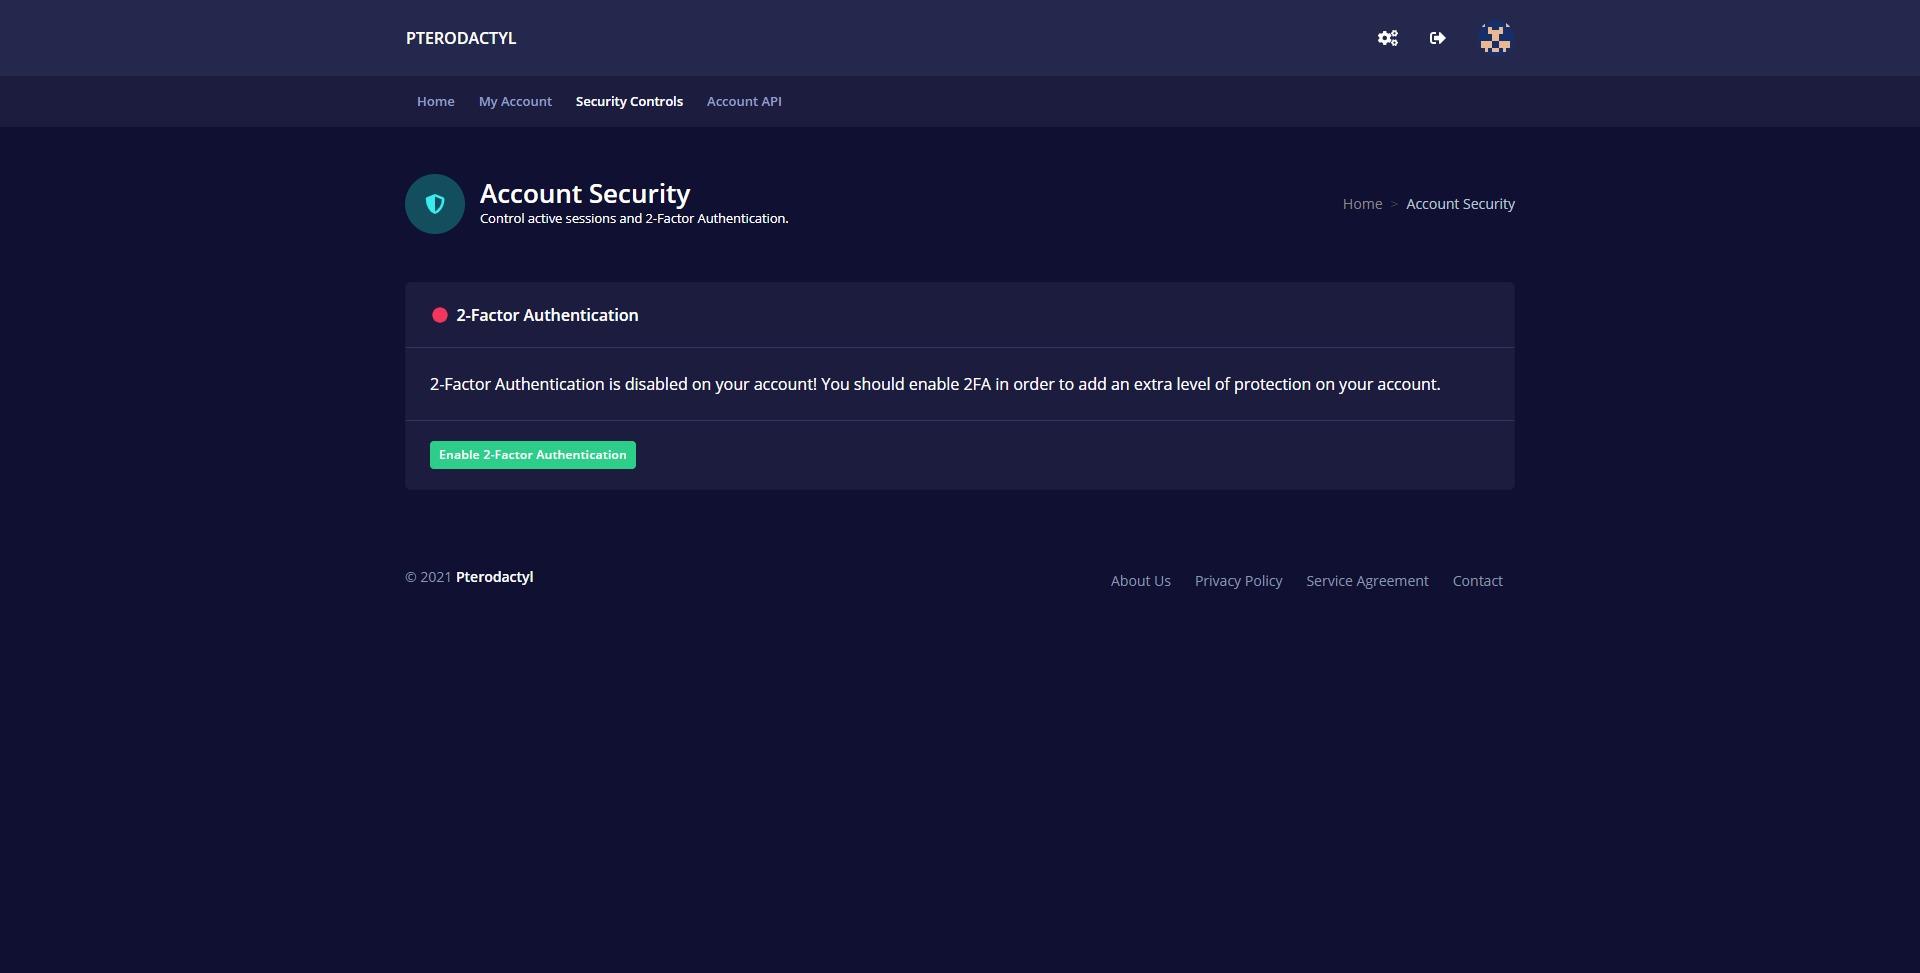 PTERODACTYL
Home My Account Security Controls Account API
Account Security
Control active sessions and 2-Factor Authentication.
Home > Account Security
2-Factor Authentication
2-Factor Authentication is disabled on your account! You should enable 2FA in order to add an extra level of protection on your account.
Enable 2-Factor Authentication
© 2021 Pterodactyl
About Us Privacy Policy Service Agreement Contact